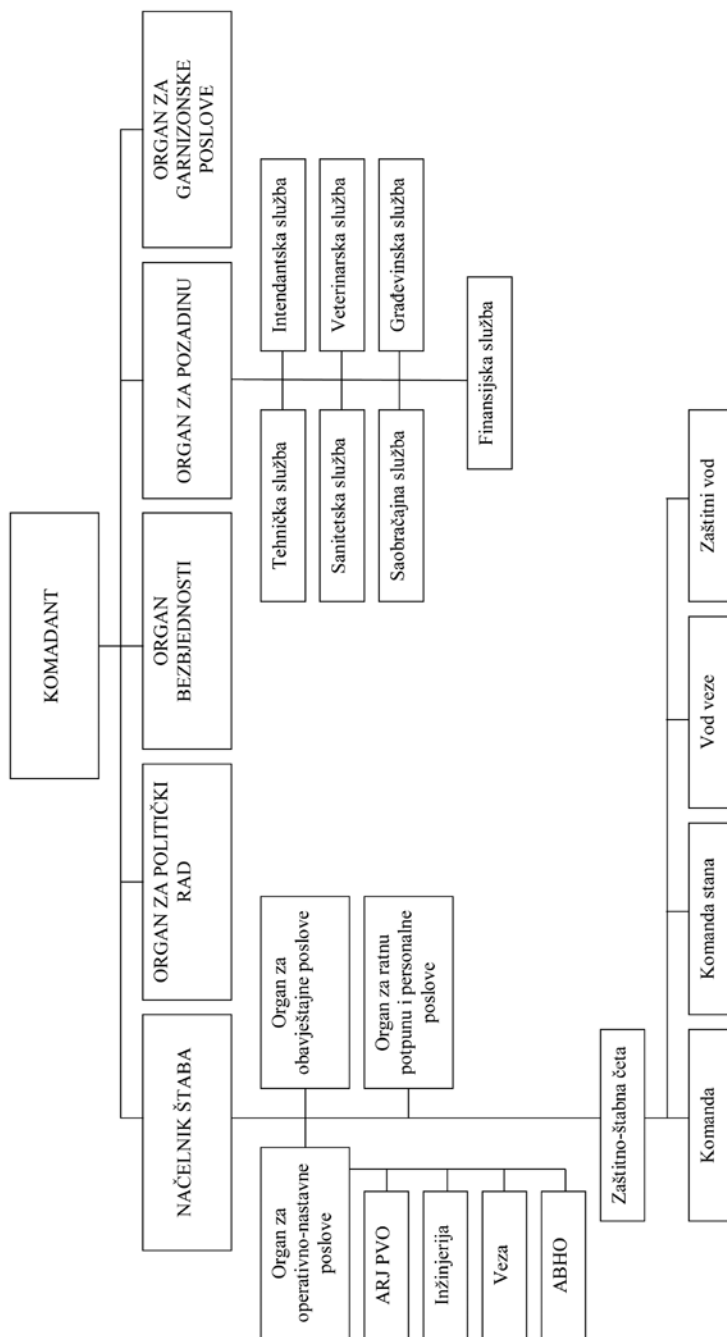 KOMADANT
NAČELNIK ŠTABA
ORGAN ZA POLITIČKI
RAD
ORGAN
BEZBJEDNOSTI
ORGAN ZA POZADINU
ORGAN ZA
GARNIZONSKE
POSLOVE
Organ za
operativno-nastavne
poslove
Organ za
obavještajne poslove
ARJ PVO
Inžinjerija
Veza
ABHO
Organ za ratnu
potpunu i personalne
poslove
Tehnička služba
Intendantska služba
Sanitetska služba
Veterinarska služba
Saobračajna služba
Građevinska služba
Finansijska služba
Zaštitno-štabna četa
Komanda
Komanda stana
Vod veze
Zaštitni vod